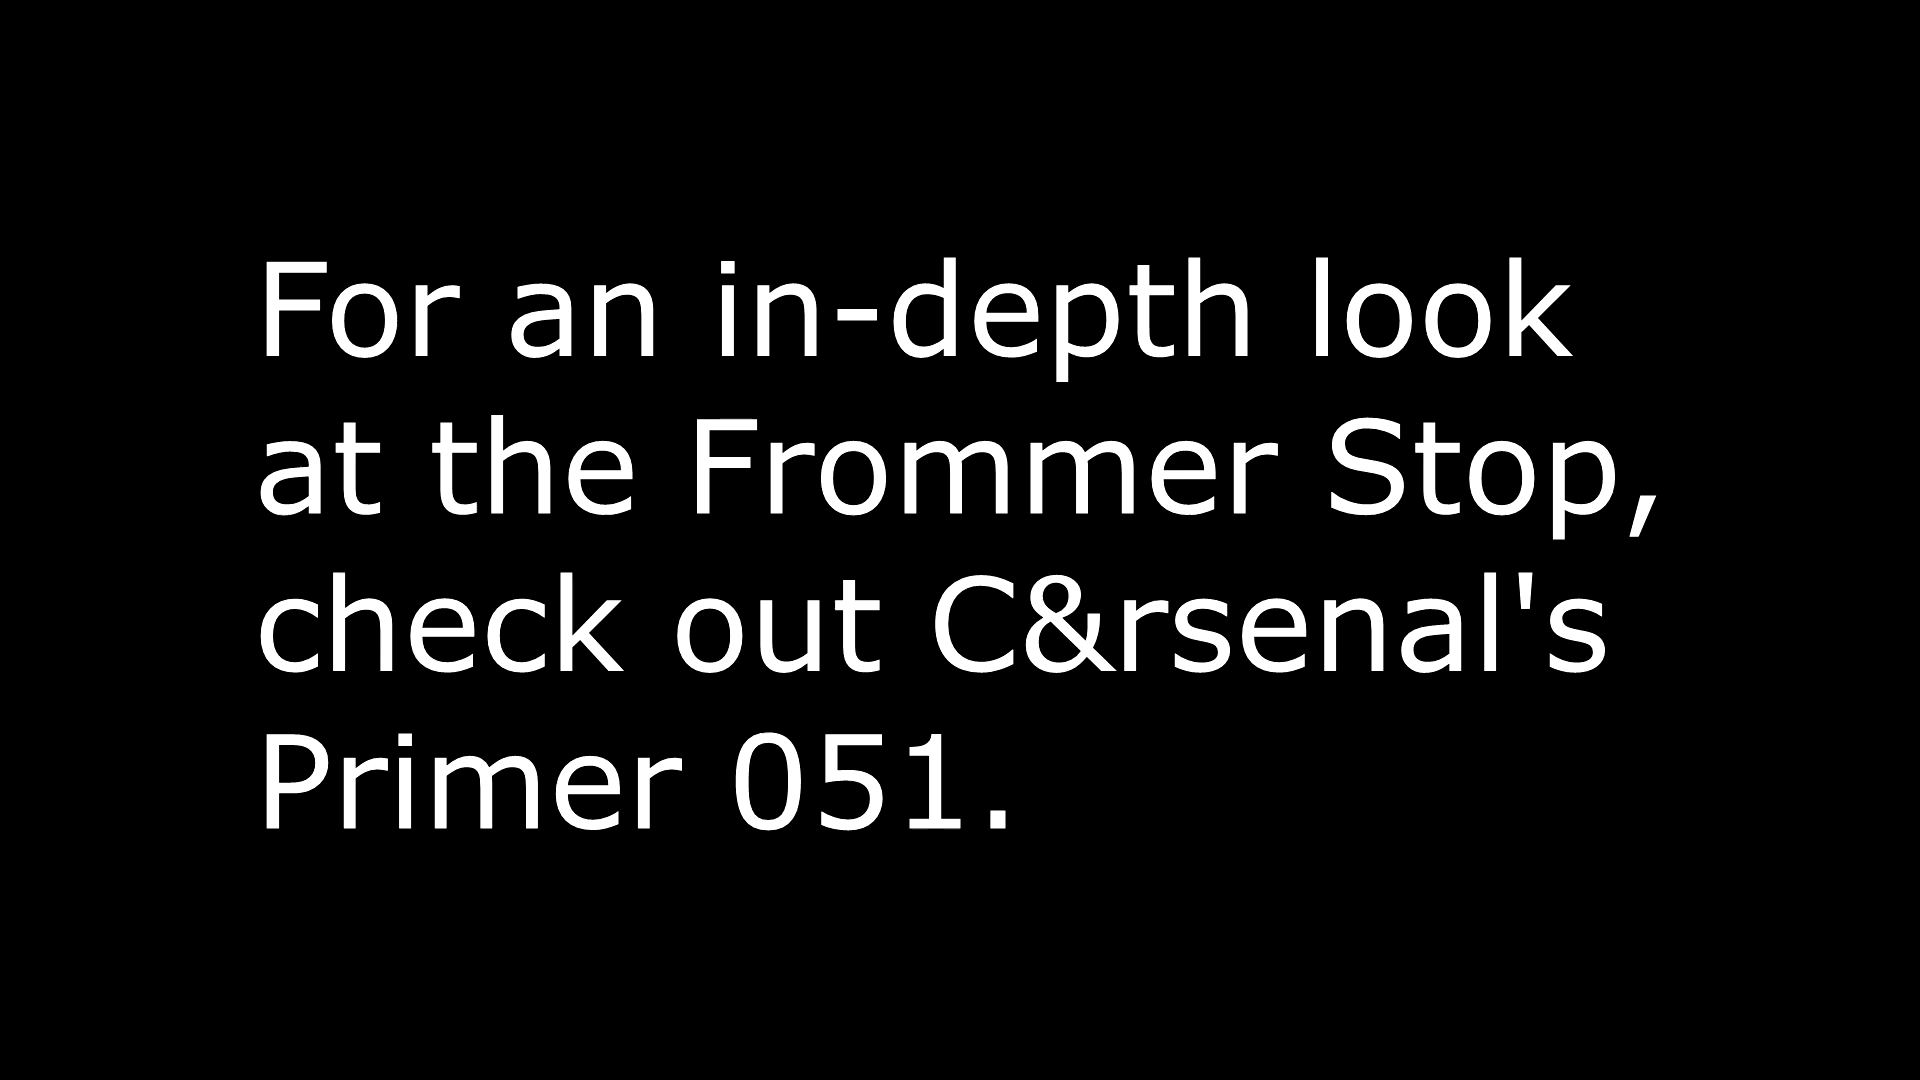 For an in-depth look
at the Frommer Stop,
check out C&rsenal's
Primer 051.